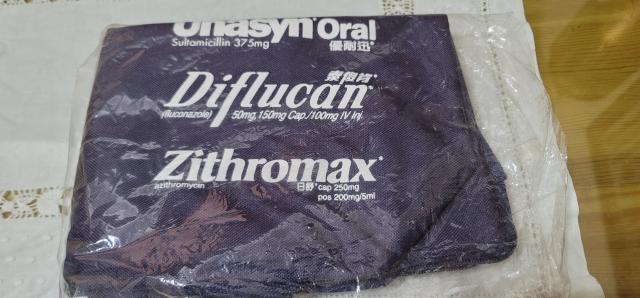 Unasyn® Oral
Sultamicillin 375mg 優耐迅®
Diflucan®
(fluconazole) 50mg, 150mg Cap./100mg IV Inj.
Zithromax®
azithromycin 日舒® cap 250mg
pos 200mg/5ml